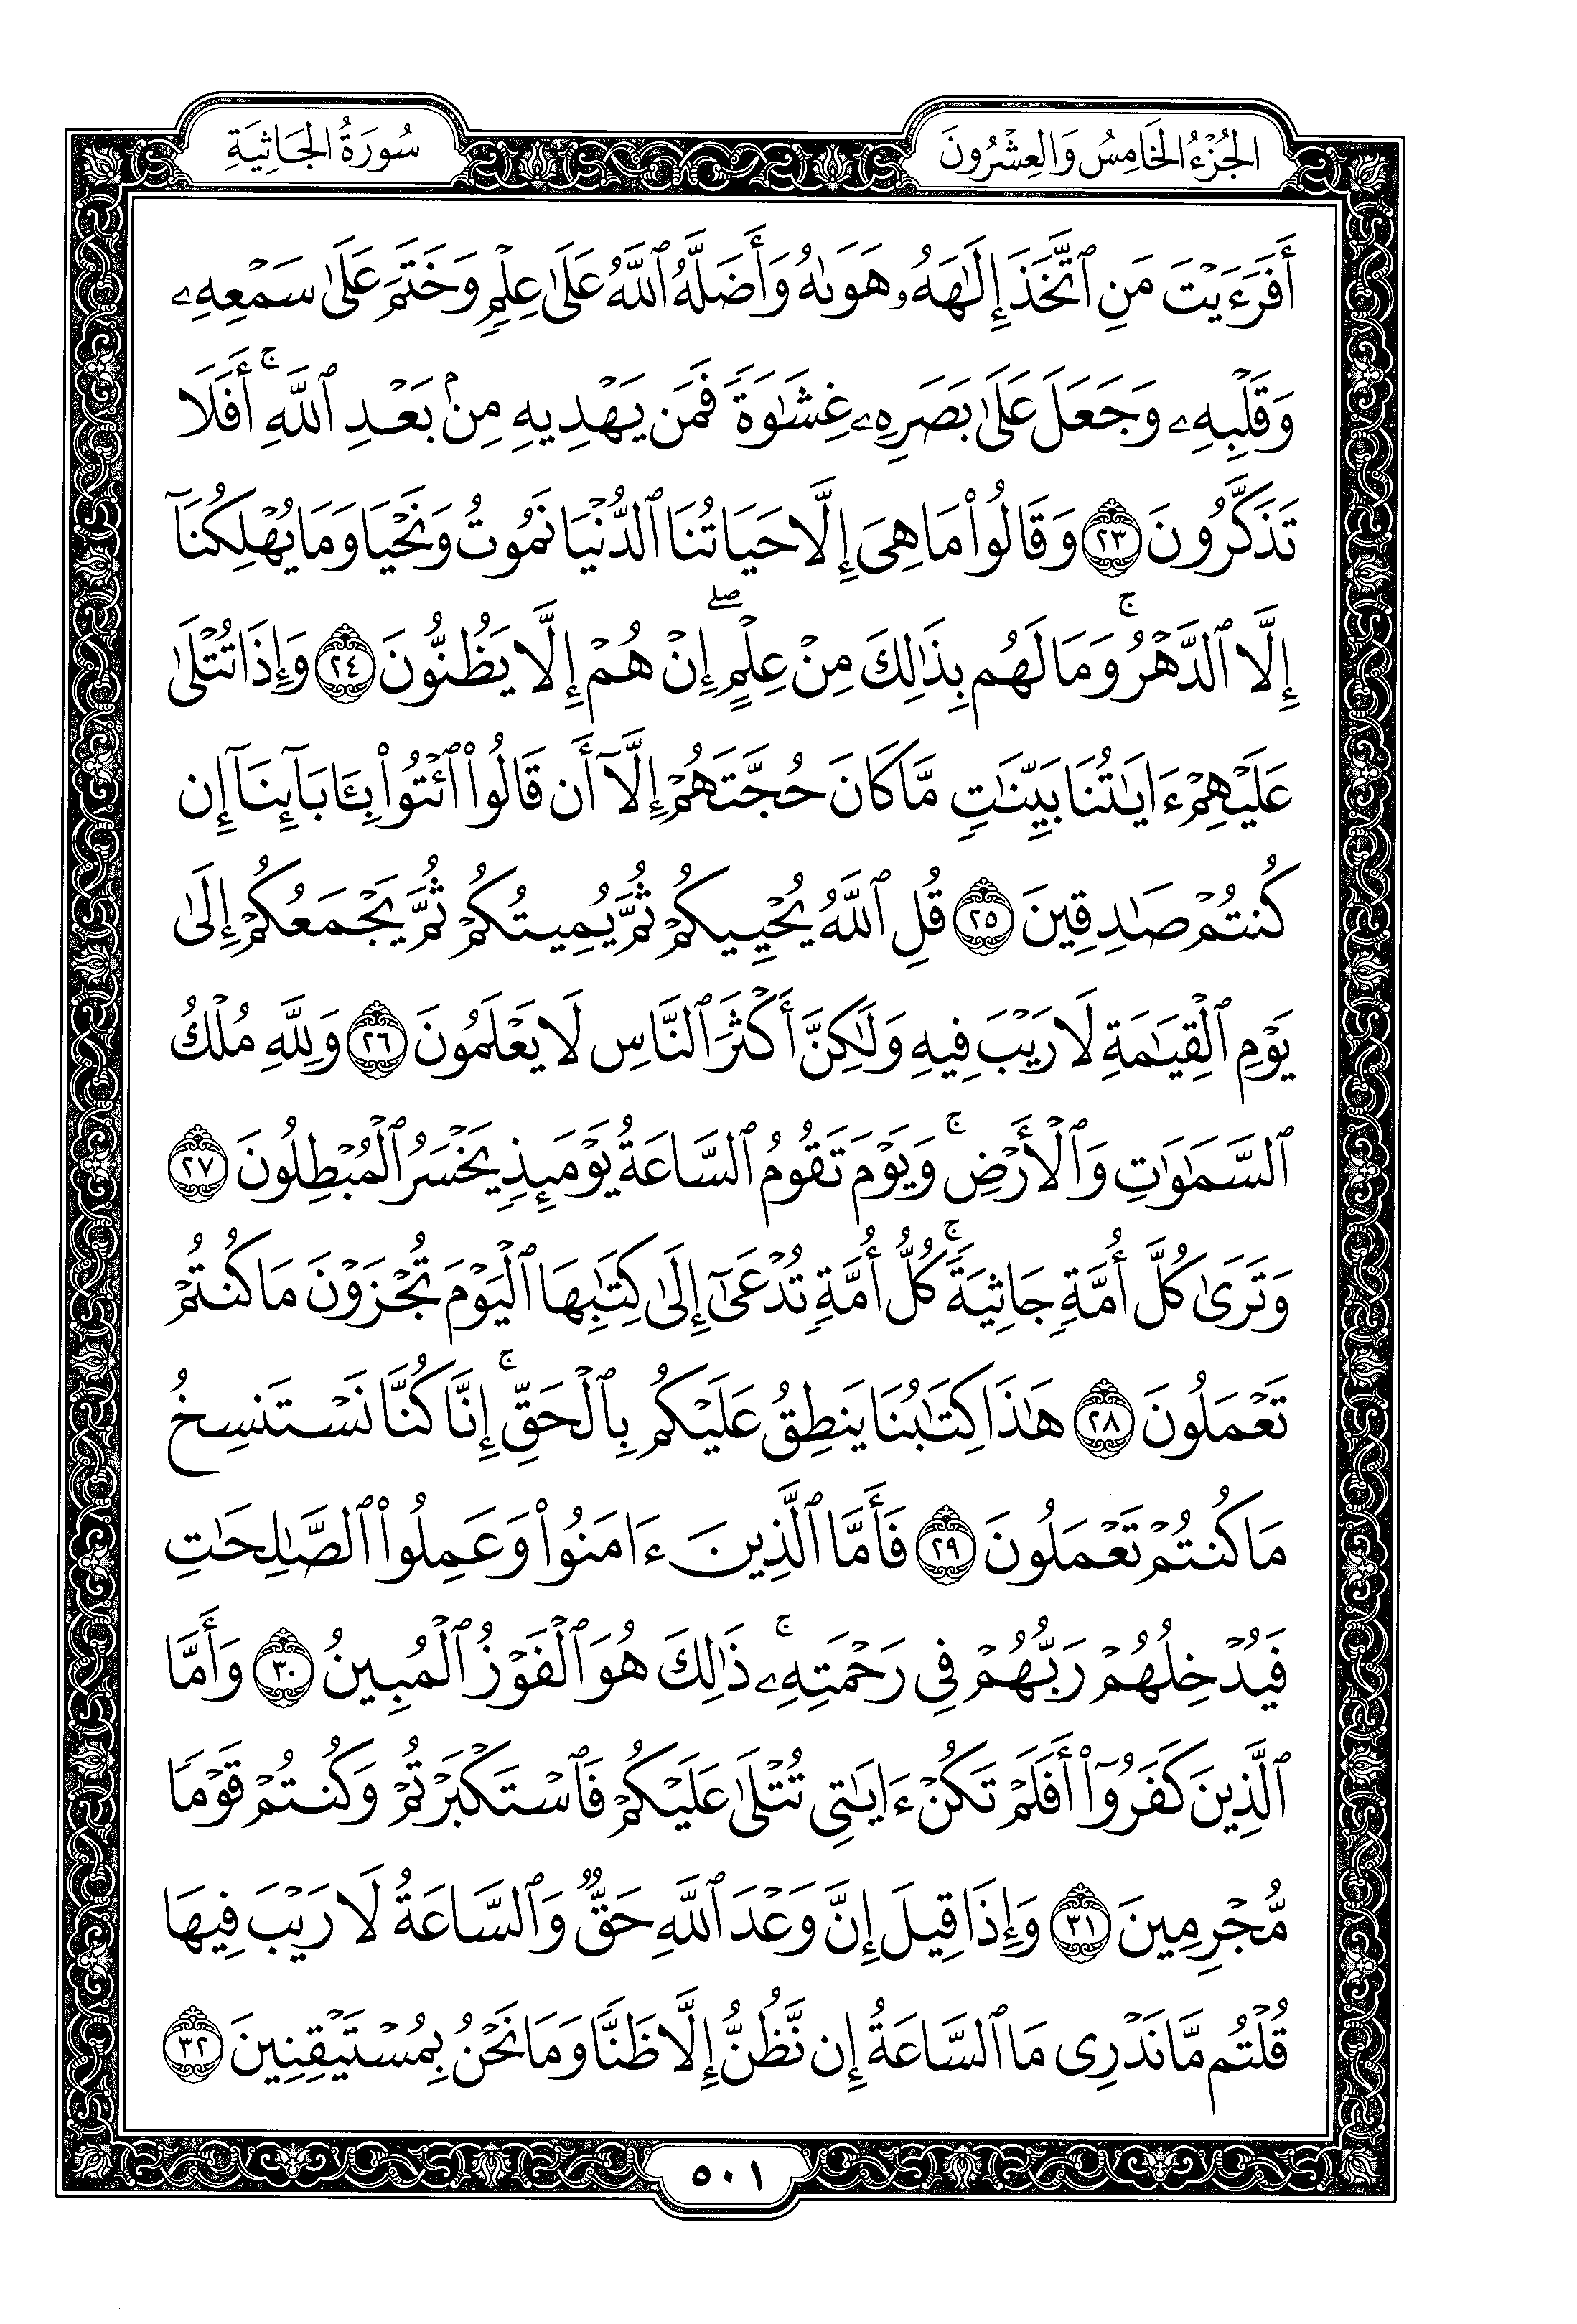 الجُزْءُ الخَامِسُ وَالعِشْرُونَ
سُورَةُ الجَاثِيَةِ
أَفَرَءَيْتَ مَنِ ٱتَّخَذَ إِلَٰهَهُۥ هَوَىٰهُ وَأَضَلَّهُ ٱللَّهُ عَلَىٰ عِلْمٍ وَخَتَمَ عَلَىٰ سَمْعِهِۦ
وَقَلْبِهِۦ وَجَعَلَ عَلَىٰ بَصَرِهِۦ غِشَٰوَةً فَمَن يَهْدِيهِ مِنۢ بَعْدِ ٱللَّهِ ۚ أَفَلَا
تَذَكَّرُونَ ٢٣ وَقَالُوا۟ مَا هِىَ إِلَّا حَيَاتُنَا ٱلدُّنْيَا نَمُوتُ وَنَحْيَا وَمَا يُهْلِكُنَآ
إِلَّا ٱلدَّهْرُ ۚ وَمَا لَهُم بِذَٰلِكَ مِنْ عِلْمٍ ۖ إِنْ هُمْ إِلَّا يَظُنُّونَ ٢٤ وَإِذَا تُتْلَىٰ
عَلَيْهِمْ ءَايَٰتُنَا بَيِّنَٰتٍ مَّا كَانَ حُجَّتَهُمْ إِلَّآ أَن قَالُوا۟ ٱئْتُوا۟ بِـَٔابَآئِنَآ إِن
كُنتُمْ صَٰدِقِينَ ٢٥ قُلِ ٱللَّهُ يُحْيِيكُمْ ثُمَّ يُمِيتُكُمْ ثُمَّ يَجْمَعُكُمْ إِلَىٰ
يَوْمِ ٱلْقِيَٰمَةِ لَا رَيْبَ فِيهِ وَلَٰكِنَّ أَكْثَرَ ٱلنَّاسِ لَا يَعْلَمُونَ ٢٦ وَلِلَّهِ مُلْكُ
ٱلسَّمَٰوَٰتِ وَٱلْأَرْضِ ۚ وَيَوْمَ تَقُومُ ٱلسَّاعَةُ يَوْمَئِذٍ يَخْسَرُ ٱلْمُبْطِلُونَ ٢٧
وَتَرَىٰ كُلَّ أُمَّةٍ جَاثِيَةً ۚ كُلُّ أُمَّةٍ تُدْعَىٰٓ إِلَىٰ كِتَٰبِهَا ٱلْيَوْمَ تُجْزَوْنَ مَا كُنتُمْ
تَعْمَلُونَ ٢٨ هَٰذَا كِتَٰبُنَا يَنطِقُ عَلَيْكُم بِٱلْحَقِّ ۚ إِنَّا كُنَّا نَسْتَنسِخُ
مَا كُنتُمْ تَعْمَلُونَ ٢٩ فَأَمَّا ٱلَّذِينَ ءَامَنُوا۟ وَعَمِلُوا۟ ٱلصَّٰلِحَٰتِ
فَيُدْخِلُهُمْ رَبُّهُمْ فِى رَحْمَتِهِۦ ۚ ذَٰلِكَ هُوَ ٱلْفَوْزُ ٱلْمُبِينُ ٣٠ وَأَمَّا
ٱلَّذِينَ كَفَرُوٓا۟ أَفَلَمْ تَكُنْ ءَايَٰتِى تُتْلَىٰ عَلَيْكُمْ فَٱسْتَكْبَرْتُمْ وَكُنتُمْ قَوْمًا
مُّجْرِمِينَ ٣١ وَإِذَا قِيلَ إِنَّ وَعْدَ ٱللَّهِ حَقٌّ وَٱلسَّاعَةُ لَا رَيْبَ فِيهَا
قُلْتُم مَّا نَدْرِى مَا ٱلسَّاعَةُ إِن نَّظُنُّ إِلَّا ظَنًّا وَمَا نَحْنُ بِمُسْتَيْقِنِينَ ٣٢
٥٠١